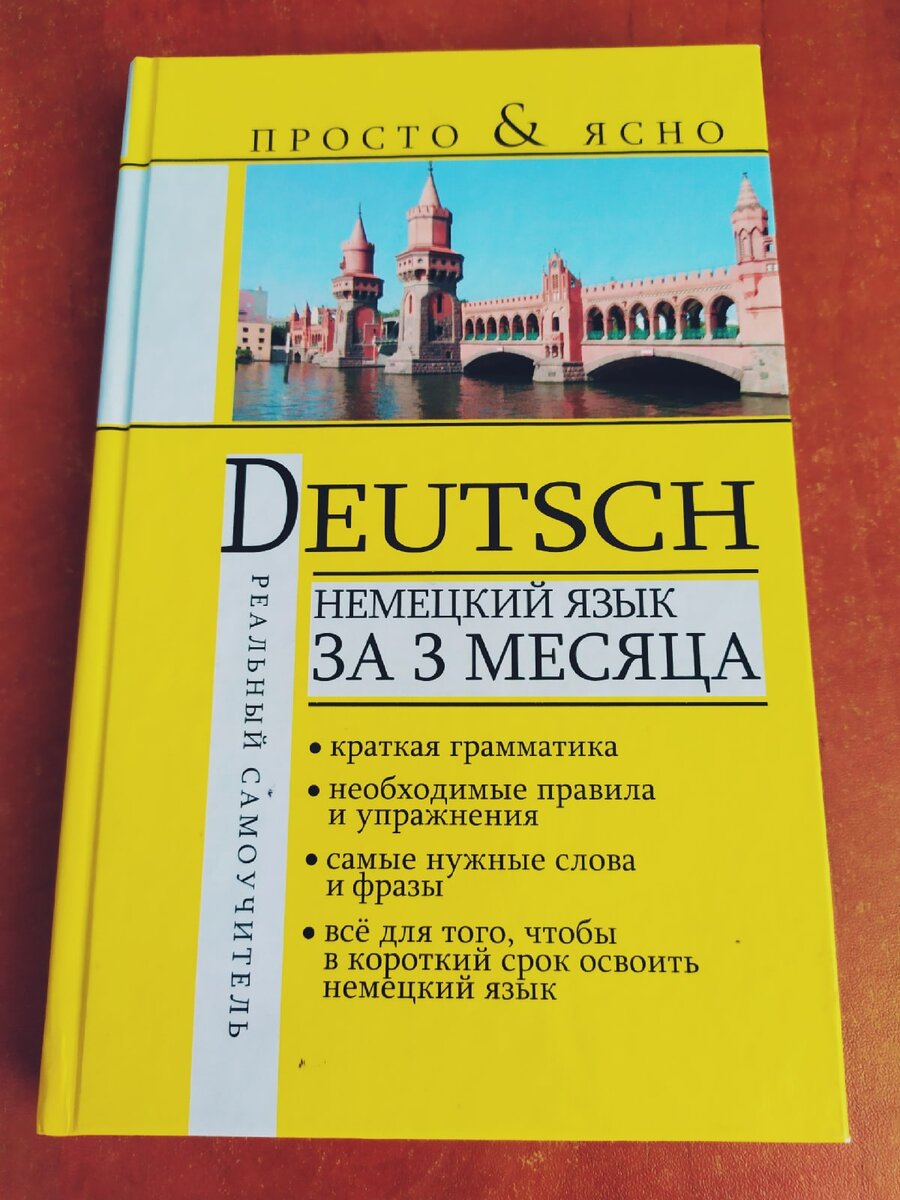 ПРОСТО & ЯСНО
DEUTSCH
НЕМЕЦКИЙ ЯЗЫК
ЗА 3 МЕСЯЦА
РЕАЛЬНЫЙ САМОУЧИТЕЛЬ
• краткая грамматика
• необходимые правила
и упражнения
• самые нужные слова
и фразы
• всё для того, чтобы
в короткий срок освоить
немецкий язык